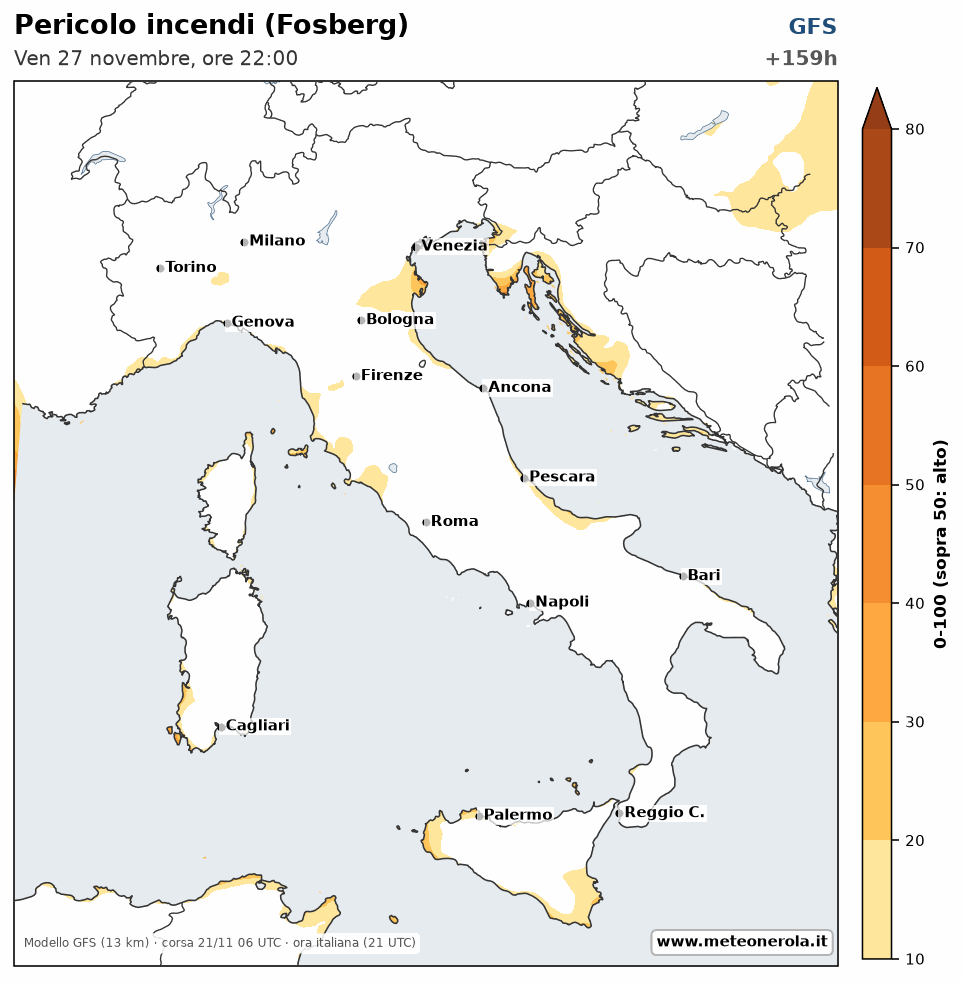 Pericolo incendi (Fosberg)
GFS
Ven 27 novembre, ore 22:00
+159h
Milano
Venezia
Torino
Genova
Bologna
Firenze
Ancona
Pescara
Roma
Bari
Napoli
Cagliari
Palermo
Reggio C.
80
70
60
50
40
30
20
10
0-100 (sopra 50: alto)
Modello GFS (13 km) · corsa 21/11 06 UTC · ora italiana (21 UTC)
www.meteonerola.it